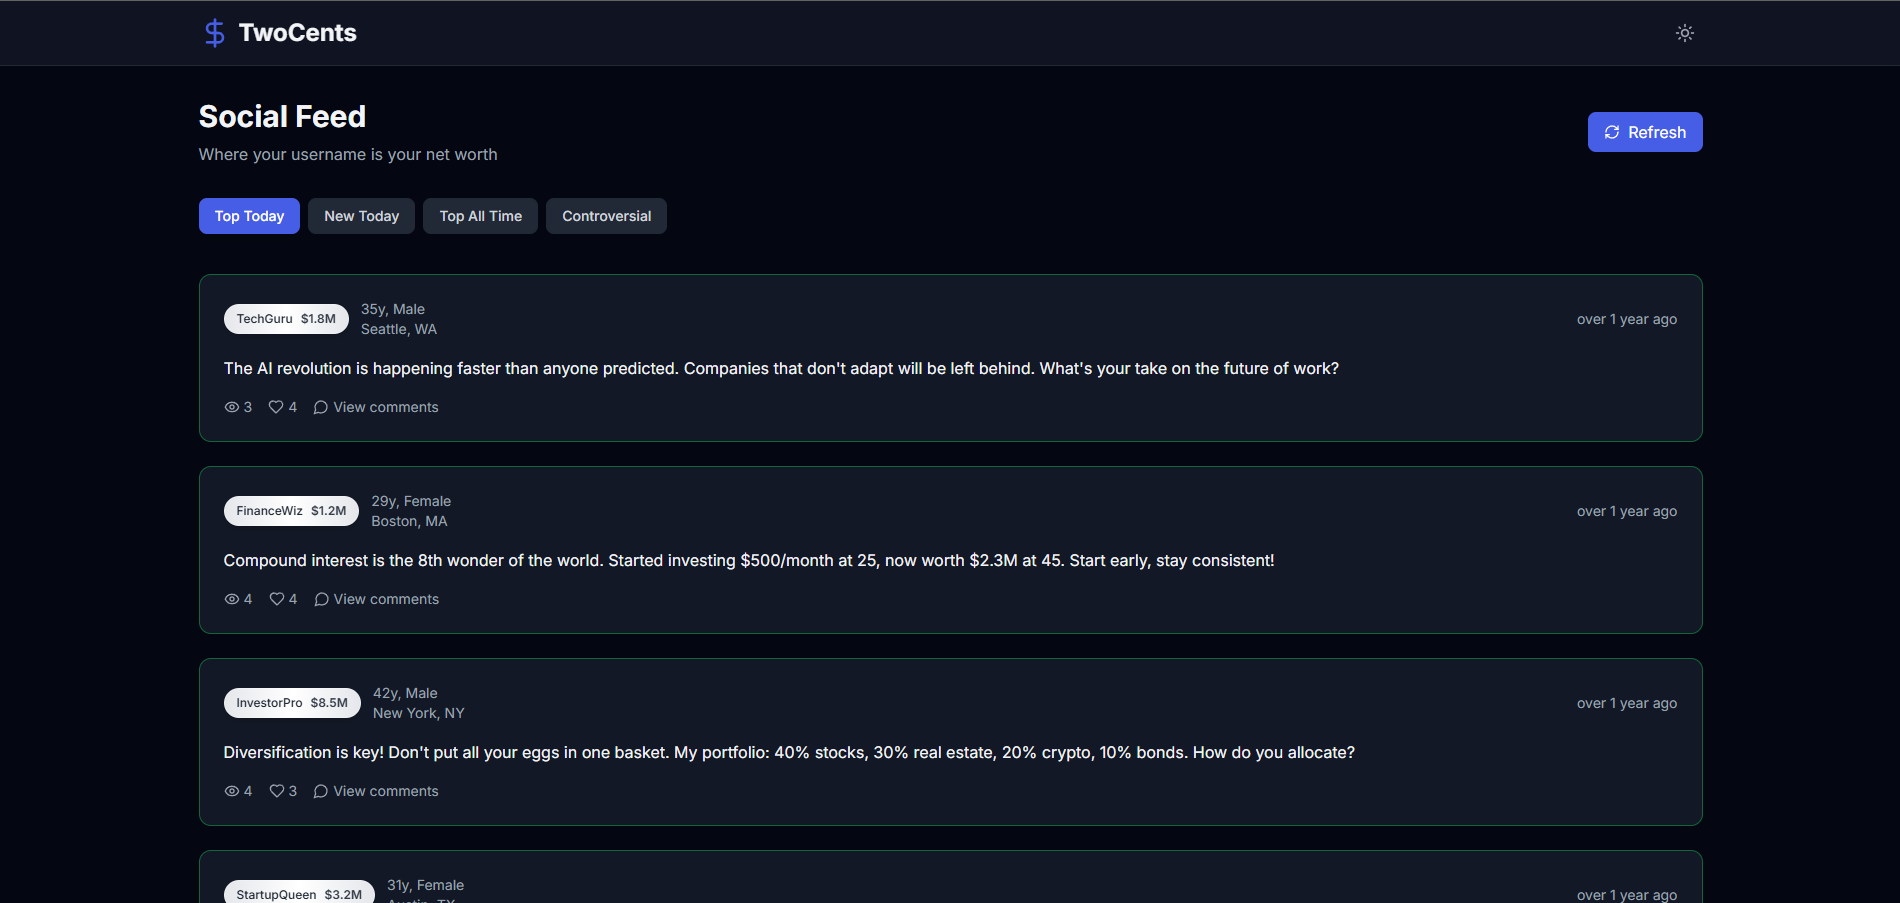 TwoCents
Social Feed
Where your username is your net worth
Refresh
Top Today
New Today
Top All Time
Controversial
TechGuru $1.8M
35y, Male
Seattle, WA
over 1 year ago
The AI revolution is happening faster than anyone predicted. Companies that don't adapt will be left behind. What's your take on the future of work?
3 4 View comments
FinanceWiz $1.2M
29y, Female
Boston, MA
over 1 year ago
Compound interest is the 8th wonder of the world. Started investing $500/month at 25, now worth $2.3M at 45. Start early, stay consistent!
4 4 View comments
InvestorPro $8.5M
42y, Male
New York, NY
over 1 year ago
Diversification is key! Don't put all your eggs in one basket. My portfolio: 40% stocks, 30% real estate, 20% crypto, 10% bonds. How do you allocate?
4 3 View comments
StartupQueen $3.2M
31y, Female
Austin, TX
over 1 year ago